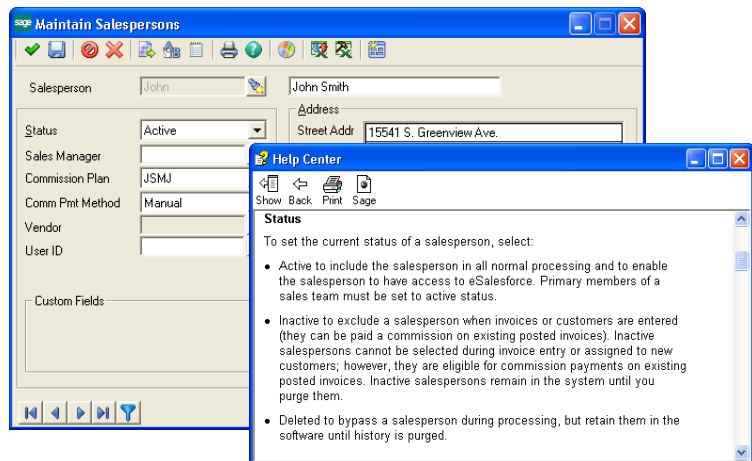 sage Maintain Salespersons
Salesperson John John Smith
Address
Status Active Street Addr 15541 S. Greenview Ave.
Sales Manager
Commission Plan JSMJ
Comm Pmt Method Manual
Vendor
User ID
Custom Fields
Help Center
Show Back Print Sage
Status
To set the current status of a salesperson, select:
• Active to include the salesperson in all normal processing and to enable
the salesperson to have access to eSalesforce. Primary members of a
sales team must be set to active status.
• Inactive to exclude a salesperson when invoices or customers are entered
(they can be paid a commission on existing posted invoices). Inactive
salespersons cannot be selected during invoice entry or assigned to new
customers; however, they are eligible for commission payments on existing
posted invoices. Inactive salespersons remain in the system until you
purge them.
• Deleted to bypass a salesperson during processing, but retain them in the
software until history is purged.